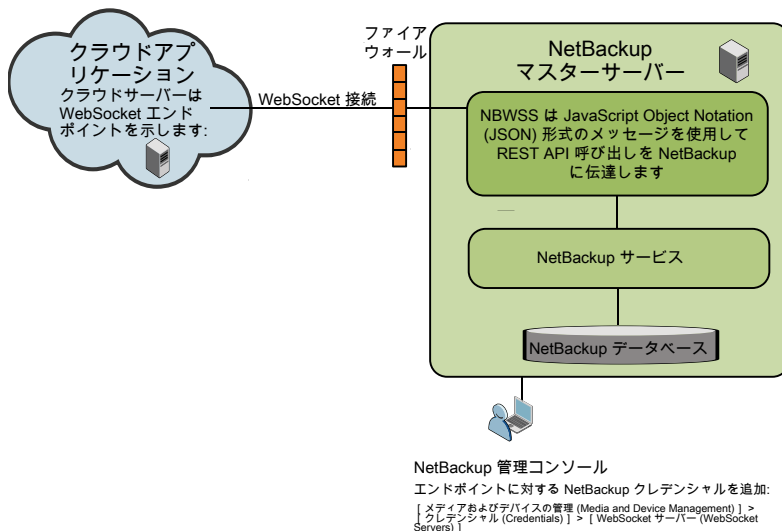 クラウドアプ
リケーション
クラウドサーバーは
WebSocket エンド
ポイントを示します:
WebSocket 接続
ファイア
ウォール
NetBackup
マスターサーバー
NBWSS は JavaScript Object Notation
(JSON) 形式のメッセージを使用して
REST API 呼び出しを NetBackup
に伝達します
NetBackup サービス
NetBackup データベース
NetBackup 管理コンソール
エンドポイントに対する NetBackup クレデンシャルを追加:
[ メディアおよびデバイスの管理 (Media and Device Management) ] >
[ クレデンシャル (Credentials) ] > [ WebSocket サーバー (WebSocket
Servers) ]